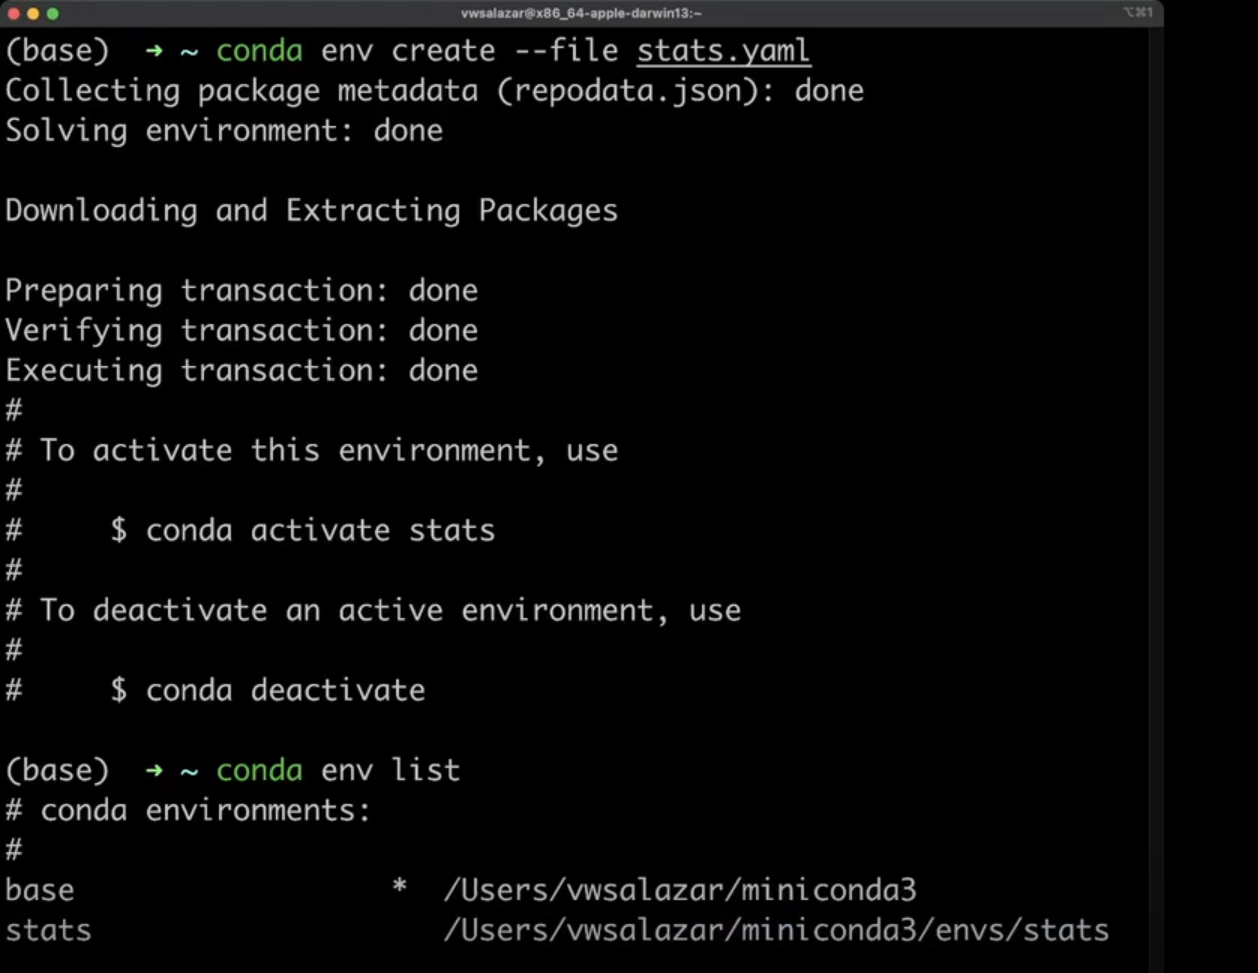 vwsalazar@x86_64-apple-darwin13:~ ⌥⌘1
(base) ➜ ~ conda env create --file stats.yaml
Collecting package metadata (repodata.json): done
Solving environment: done
Downloading and Extracting Packages
Preparing transaction: done
Verifying transaction: done
Executing transaction: done
#
# To activate this environment, use
#
#     $ conda activate stats
#
# To deactivate an active environment, use
#
#     $ conda deactivate
(base) ➜ ~ conda env list
# conda environments:
#
base                  *  /Users/vwsalazar/miniconda3
stats                    /Users/vwsalazar/miniconda3/envs/stats